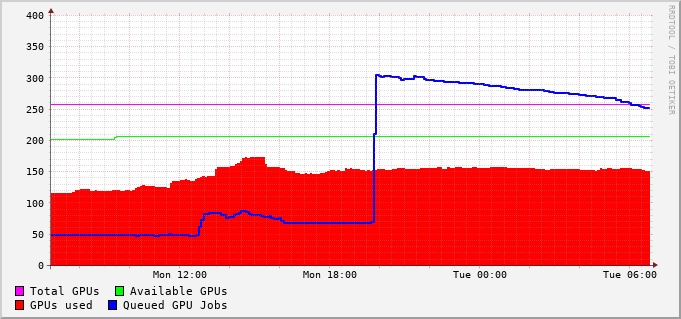 400
350
300
250
200
150
100
50
0
Mon 12:00 Mon 18:00 Tue 00:00 Tue 06:00
Total GPUs Available GPUs
GPUs used Queued GPU Jobs
RRDTOOL / TOBI OETIKER